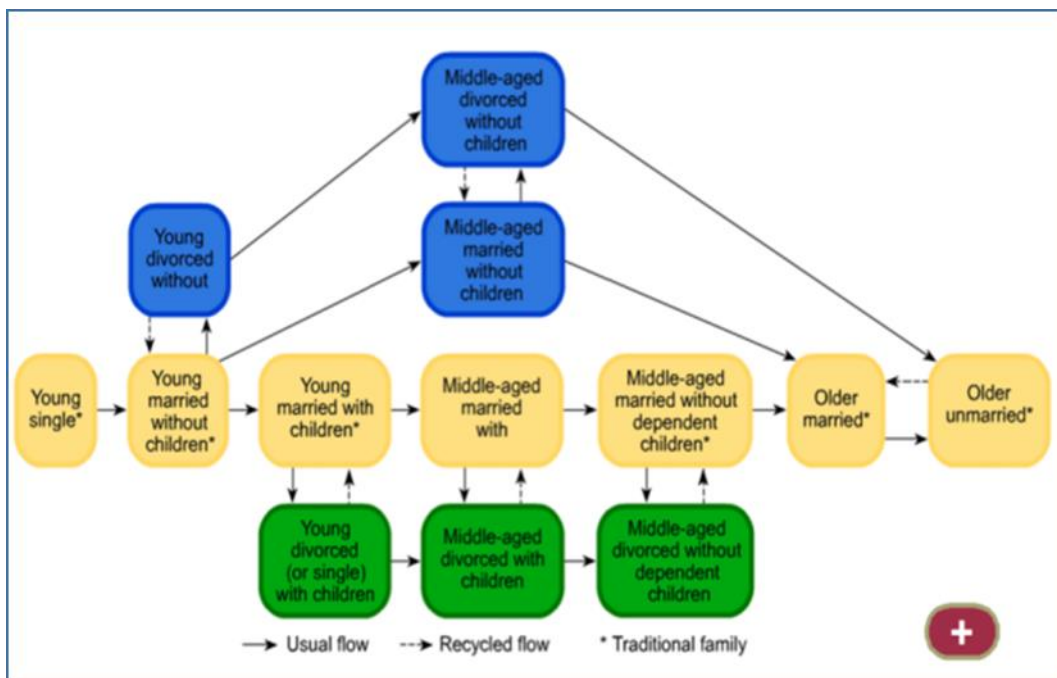 Middle-aged
divorced
without
children
Young
divorced
without
Middle-aged
married
without
children
Young
single*
Young
married
without
children*
Young
married with
children*
Middle-aged
married
with
Middle-aged
married without
dependent
children*
Older
married*
Older
unmarried*
Young
divorced
(or single)
with children
Middle-aged
divorced with
children
Middle-aged
divorced without
dependent
children
Usual flow
Recycled flow
* Traditional family
+